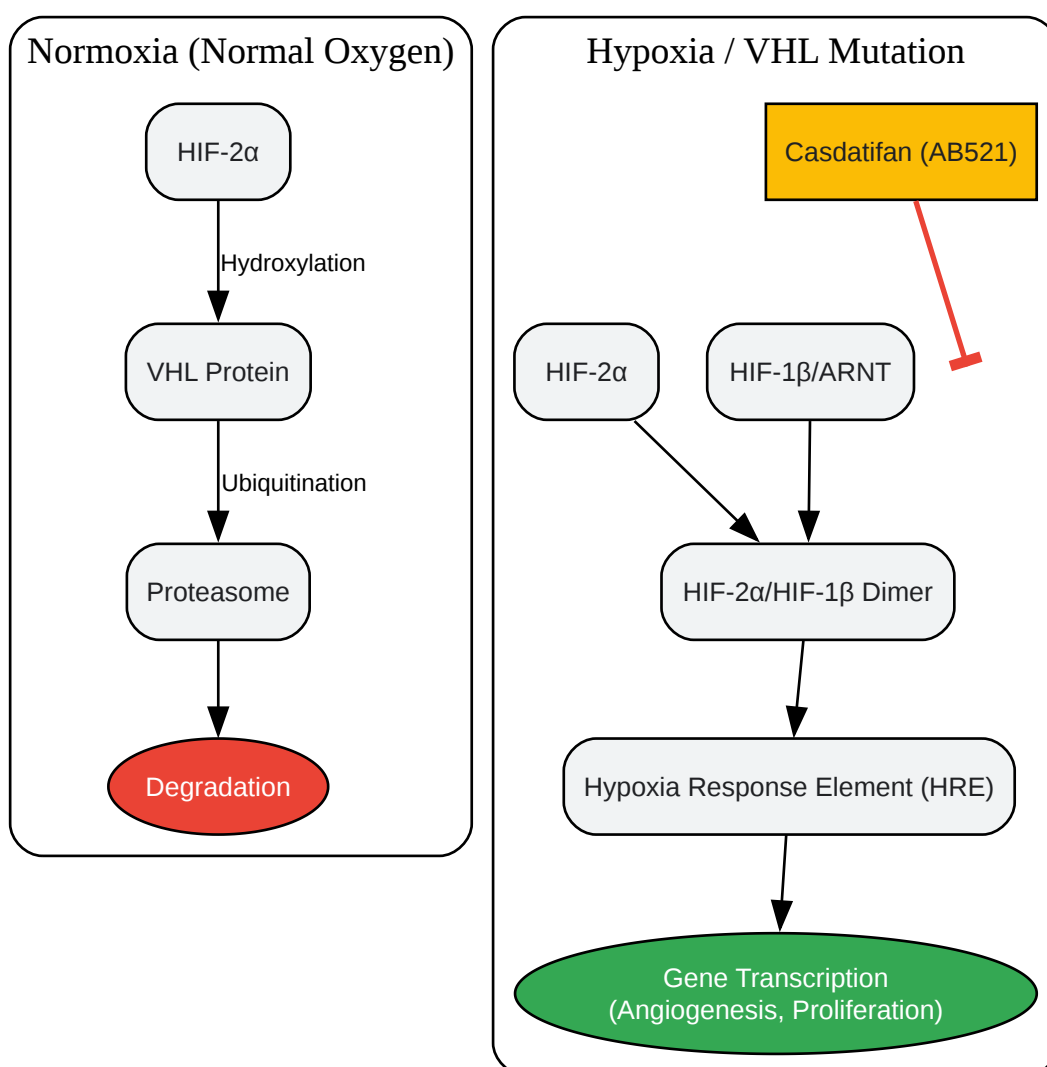 Normoxia (Normal Oxygen)
HIF-2α
Hydroxylation
VHL Protein
Ubiquitination
Proteasome
Degradation
Hypoxia / VHL Mutation
Casdatifan (AB521)
HIF-2α
HIF-1β/ARNT
HIF-2α/HIF-1β Dimer
Hypoxia Response Element (HRE)
Gene Transcription
(Angiogenesis, Proliferation)